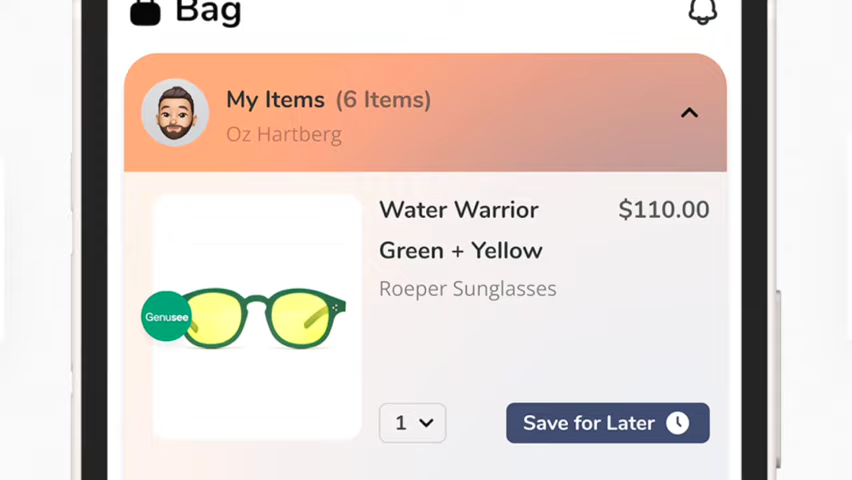 Bag
My Items (6 Items)
Oz Hartberg
Water Warrior $110.00
Green + Yellow
Roeper Sunglasses
Genusee
1
Save for Later